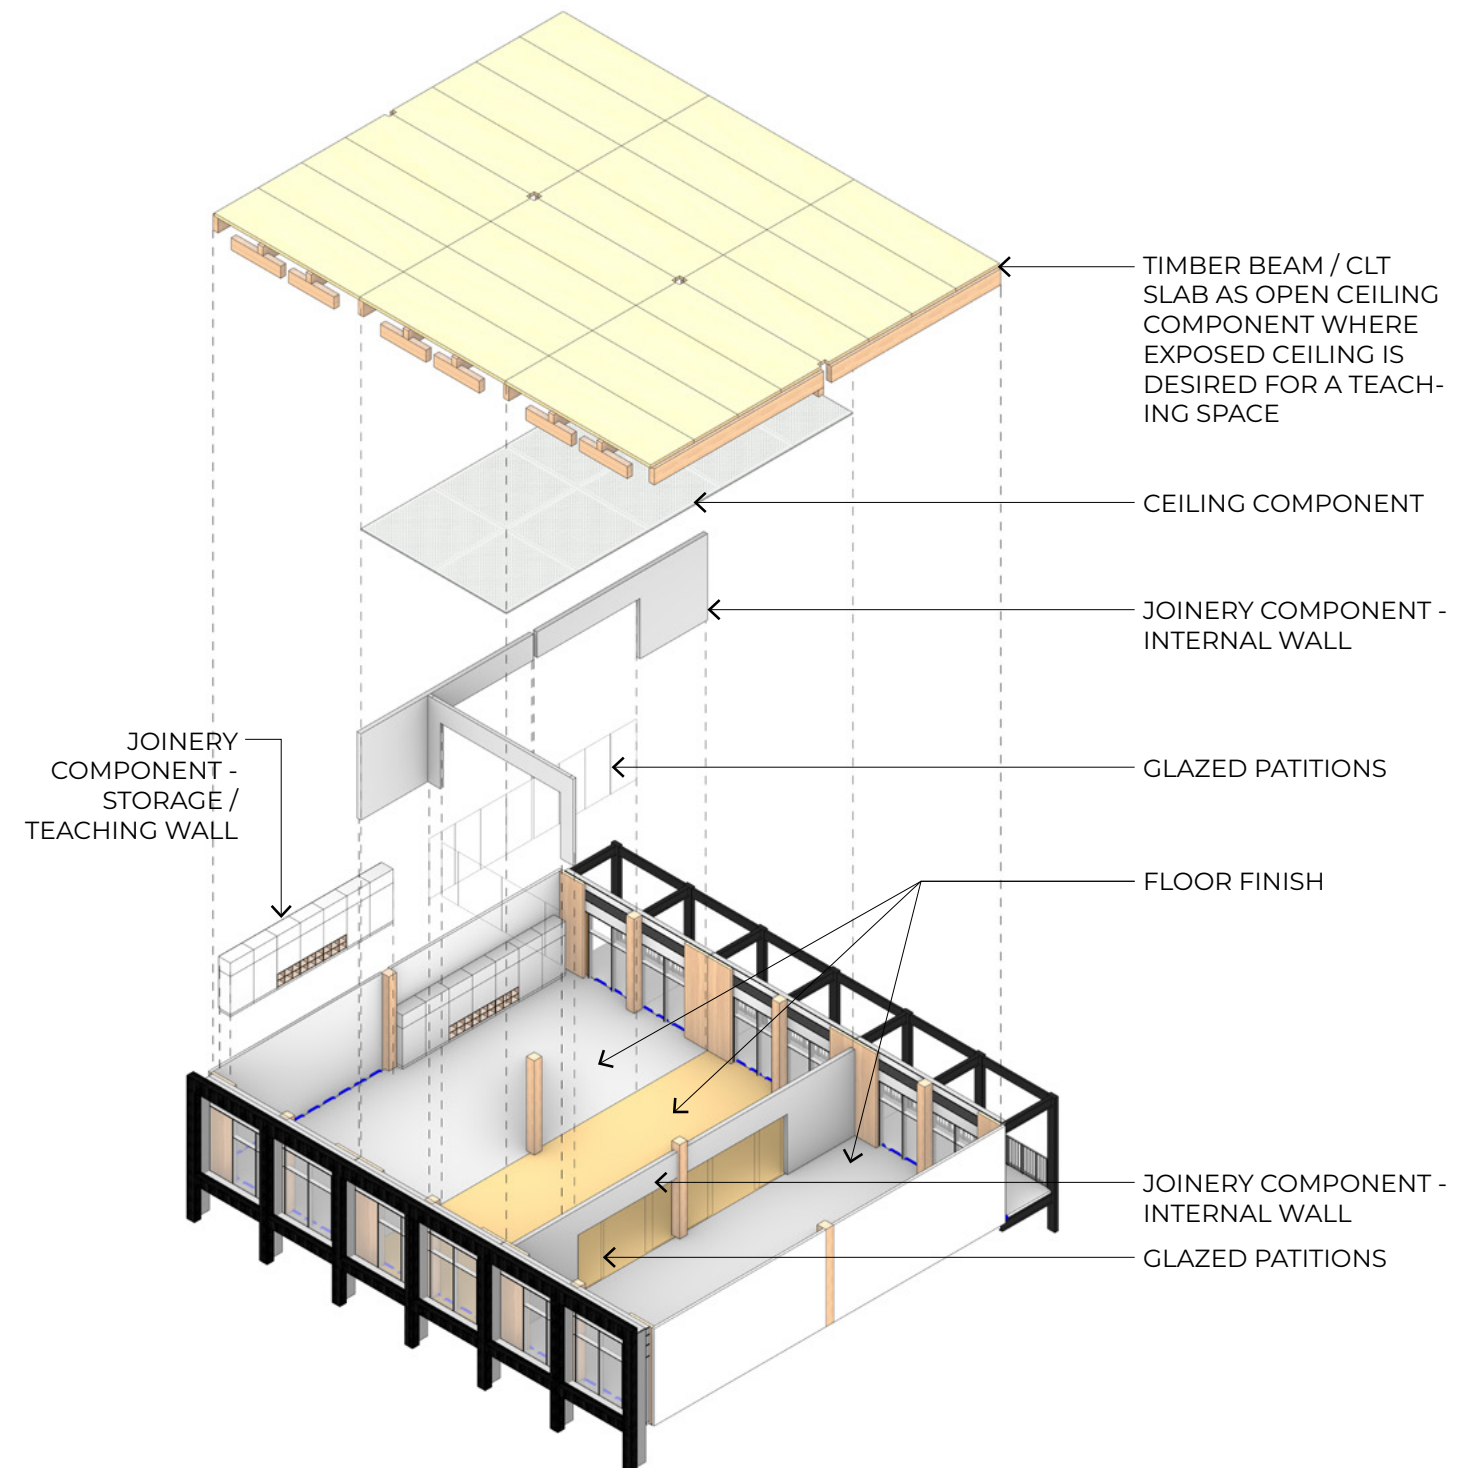 TIMBER BEAM / CLT
SLAB AS OPEN CEILING
COMPONENT WHERE
EXPOSED CEILING IS
DESIRED FOR A TEACH-
ING SPACE
CEILING COMPONENT
JOINERY COMPONENT -
INTERNAL WALL
JOINERY
COMPONENT -
STORAGE /
TEACHING WALL
GLAZED PATITIONS
FLOOR FINISH
JOINERY COMPONENT -
INTERNAL WALL
GLAZED PATITIONS